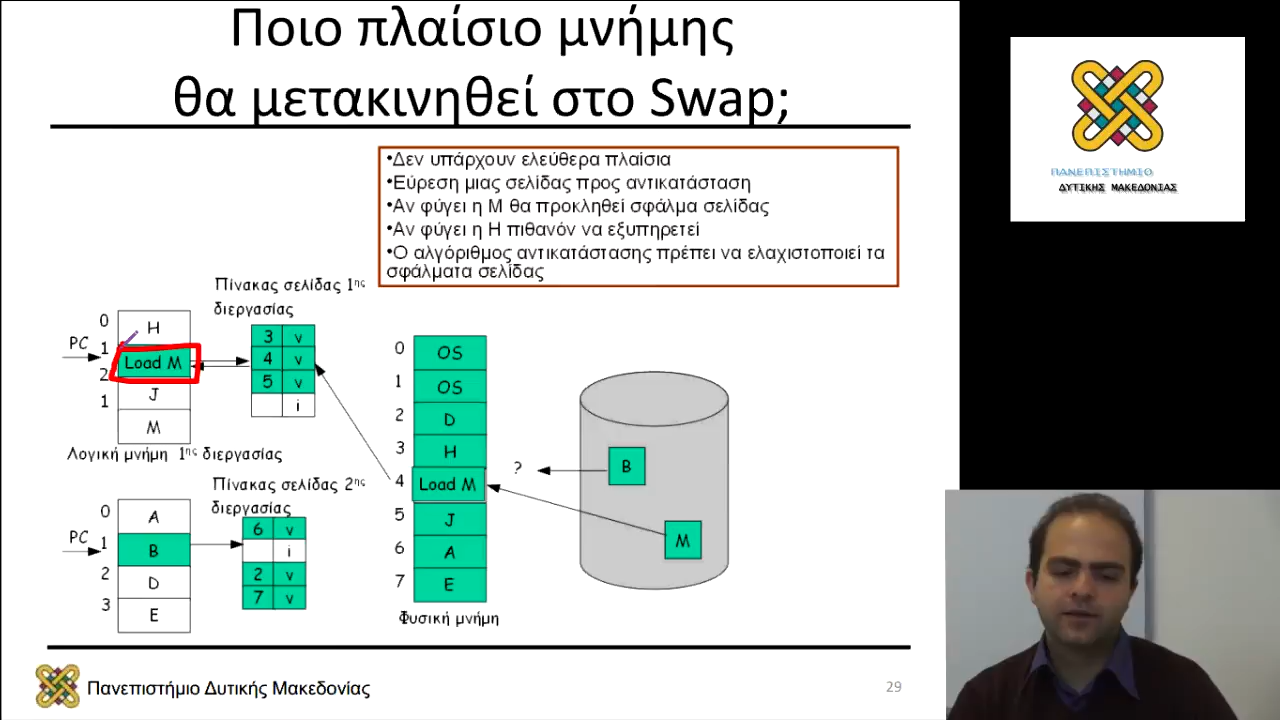 Ποιο πλαίσιο μνήμης
θα μετακινηθεί στο Swap;
•Δεν υπάρχουν ελεύθερα πλαίσια
•Εύρεση μιας σελίδας προς αντικατάσταση
•Αν φύγει η Μ θα προκληθεί σφάλμα σελίδας
•Αν φύγει η Η πιθανόν να εξυπηρετεί
•Ο αλγόριθμος αντικατάστασης πρέπει να ελαχιστοποιεί τα
σφάλματα σελίδας
ΠΑΝΕΠΙΣΤΗΜΙΟ
ΔΥΤΙΚΗΣ ΜΑΚΕΔΟΝΙΑΣ
Πίνακας σελίδας 1ης
διεργασίας
PC
0 H
1 Load M
2 J
1 M
3 v
4 v
5 v
i
Λογική μνήμη 1ης διεργασίας
Πίνακας σελίδας 2ης
διεργασίας
PC
0 A
1 B
2 D
3 E
6 v
i
2 v
7 v
0 OS
1 OS
2 D
3 H
4 Load M
5 J
6 A
7 E
Φυσική μνήμη
?
B
M
Πανεπιστήμιο Δυτικής Μακεδονίας
29